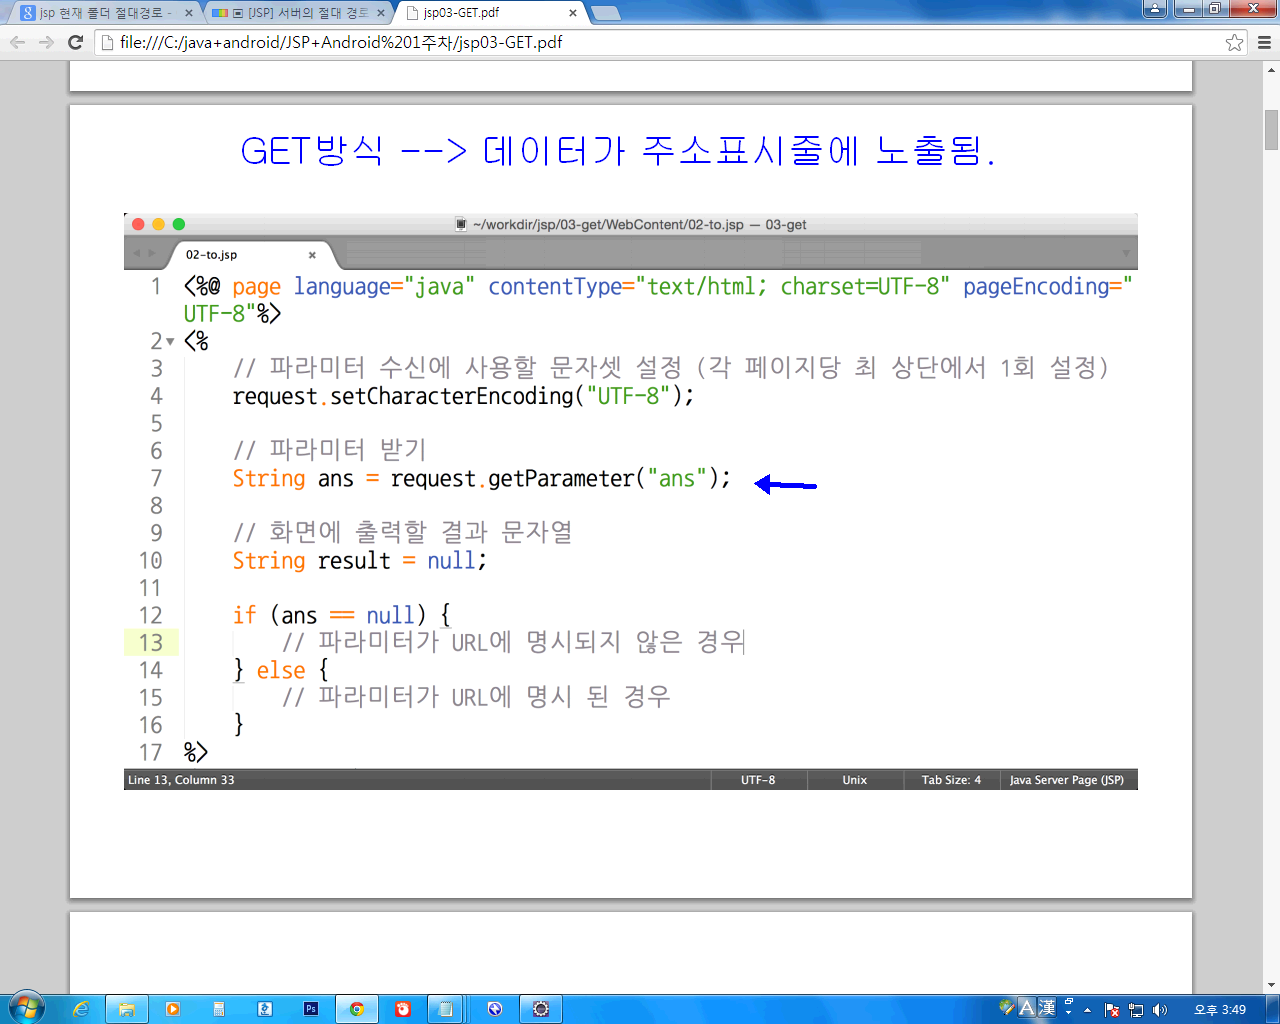 jsp 현재 폴더 절대경로 -
[JSP] 서버의 절대 경로
jsp03-GET.pdf
file:///C:/java+android/JSP+Android%201주차/jsp03-GET.pdf
GET방식 --> 데이터가 주소표시줄에 노출됨.
~/workdir/jsp/03-get/WebContent/02-to.jsp — 03-get
02-to.jsp
1 <%@ page language="java" contentType="text/html; charset=UTF-8" pageEncoding="
UTF-8"%>
2 <%
3 // 파라미터 수신에 사용할 문자셋 설정 (각 페이지당 최 상단에서 1회 설정)
4 request.setCharacterEncoding("UTF-8");
5
6 // 파라미터 받기
7 String ans = request.getParameter("ans");
8
9 // 화면에 출력할 결과 문자열
10 String result = null;
11
12 if (ans == null) {
13 // 파라미터가 URL에 명시되지 않은 경우
14 } else {
15 // 파라미터가 URL에 명시 된 경우
16 }
17 %>
Line 13, Column 33 UTF-8 Unix Tab Size: 4 Java Server Page (JSP)
Ps
A 漢
오후 3:49